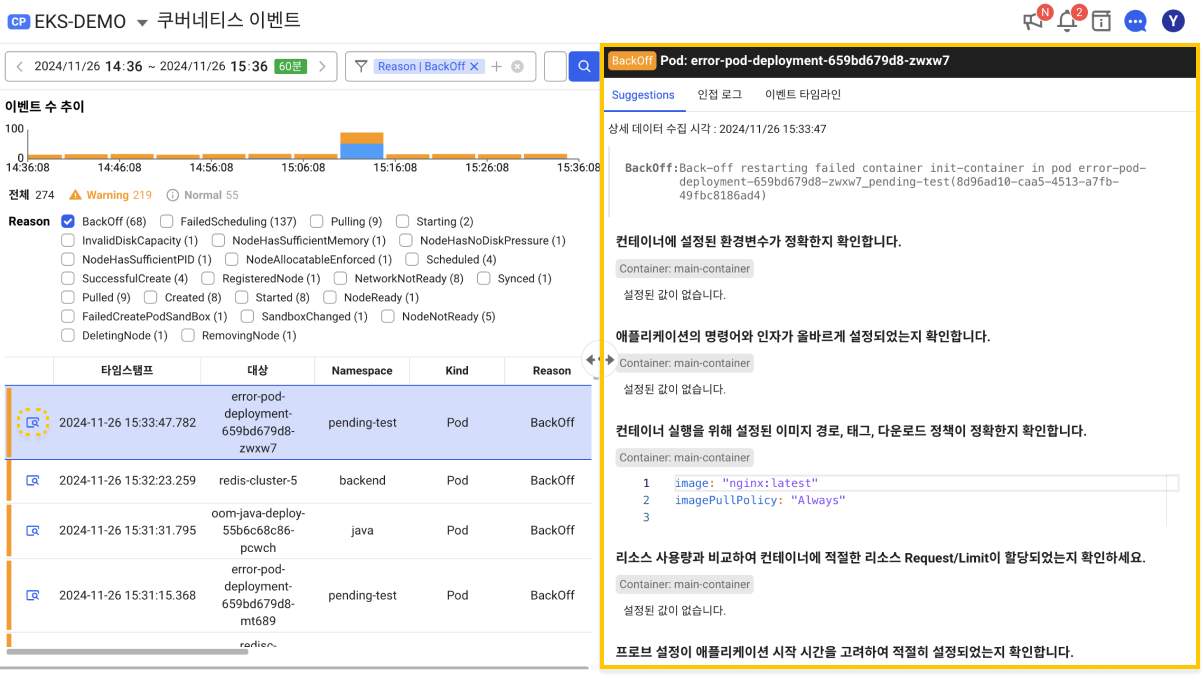 CP EKS-DEMO 쿠버네티스 이벤트
N 2 Y
2024/11/26 14:36 ~ 2024/11/26 15:36 60분
Reason | BackOff
이벤트 수 추이
100
0
14:36:08 14:46:08 14:56:08 15:06:08 15:16:08 15:26:08 15:36:08
전체 274 Warning 219 Normal 55
Reason BackOff (68) FailedScheduling (137) Pulling (9) Starting (2)
InvalidDiskCapacity (1) NodeHasSufficientMemory (1) NodeHasNoDiskPressure (1)
NodeHasSufficientPID (1) NodeAllocatableEnforced (1) Scheduled (4)
SuccessfulCreate (4) RegisteredNode (1) NetworkNotReady (8) Synced (1)
Pulled (9) Created (8) Started (8) NodeReady (1)
FailedCreatePodSandBox (1) SandboxChanged (1) NodeNotReady (5)
DeletingNode (1) RemovingNode (1)
타임스탬프 대상 Namespace Kind Reason
2024-11-26 15:33:47.782 error-pod-deployment-659bd679d8-zwxw7 pending-test Pod BackOff
2024-11-26 15:32:23.259 redis-cluster-5 backend Pod BackOff
2024-11-26 15:31:31.795 oom-java-deploy-55b6c68c86-pcwch java Pod BackOff
2024-11-26 15:31:15.368 error-pod-deployment-659bd679d8-mt689 pending-test Pod BackOff
redisc-
BackOff Pod: error-pod-deployment-659bd679d8-zwxw7
Suggestions 인접 로그 이벤트 타임라인
상세 데이터 수집 시각 : 2024/11/26 15:33:47
BackOff:Back-off restarting failed container init-container in pod error-pod-
deployment-659bd679d8-zwxw7_pending-test(8d96ad10-caa5-4513-a7fb-
49fbc8186ad4)
컨테이너에 설정된 환경변수가 정확한지 확인합니다.
Container: main-container
설정된 값이 없습니다.
애플리케이션의 명령어와 인자가 올바르게 설정되었는지 확인합니다.
Container: main-container
설정된 값이 없습니다.
컨테이너 실행을 위해 설정된 이미지 경로, 태그, 다운로드 정책이 정확한지 확인합니다.
Container: main-container
1 image: "nginx:latest"
2 imagePullPolicy: "Always"
3
리소스 사용량과 비교하여 컨테이너에 적절한 리소스 Request/Limit이 할당되었는지 확인하세요.
Container: main-container
설정된 값이 없습니다.
프로브 설정이 애플리케이션 시작 시간을 고려하여 적절히 설정되었는지 확인합니다.